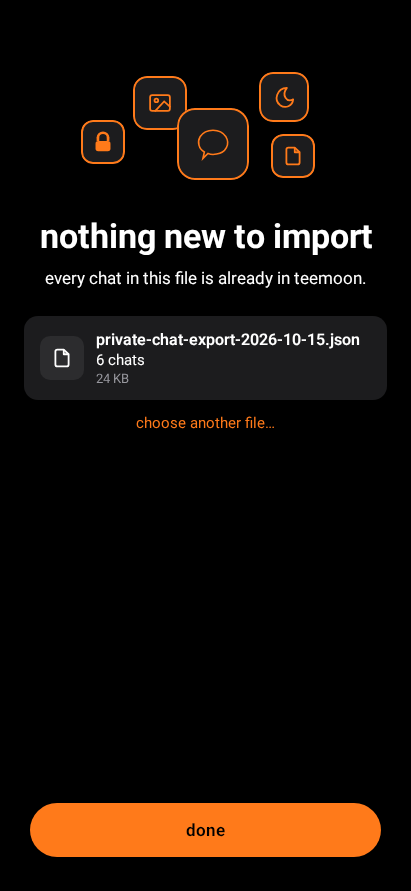 nothing new to import
every chat in this file is already in teemoon.
private-chat-export-2026-10-15.json
6 chats
24 KB
choose another file…
done